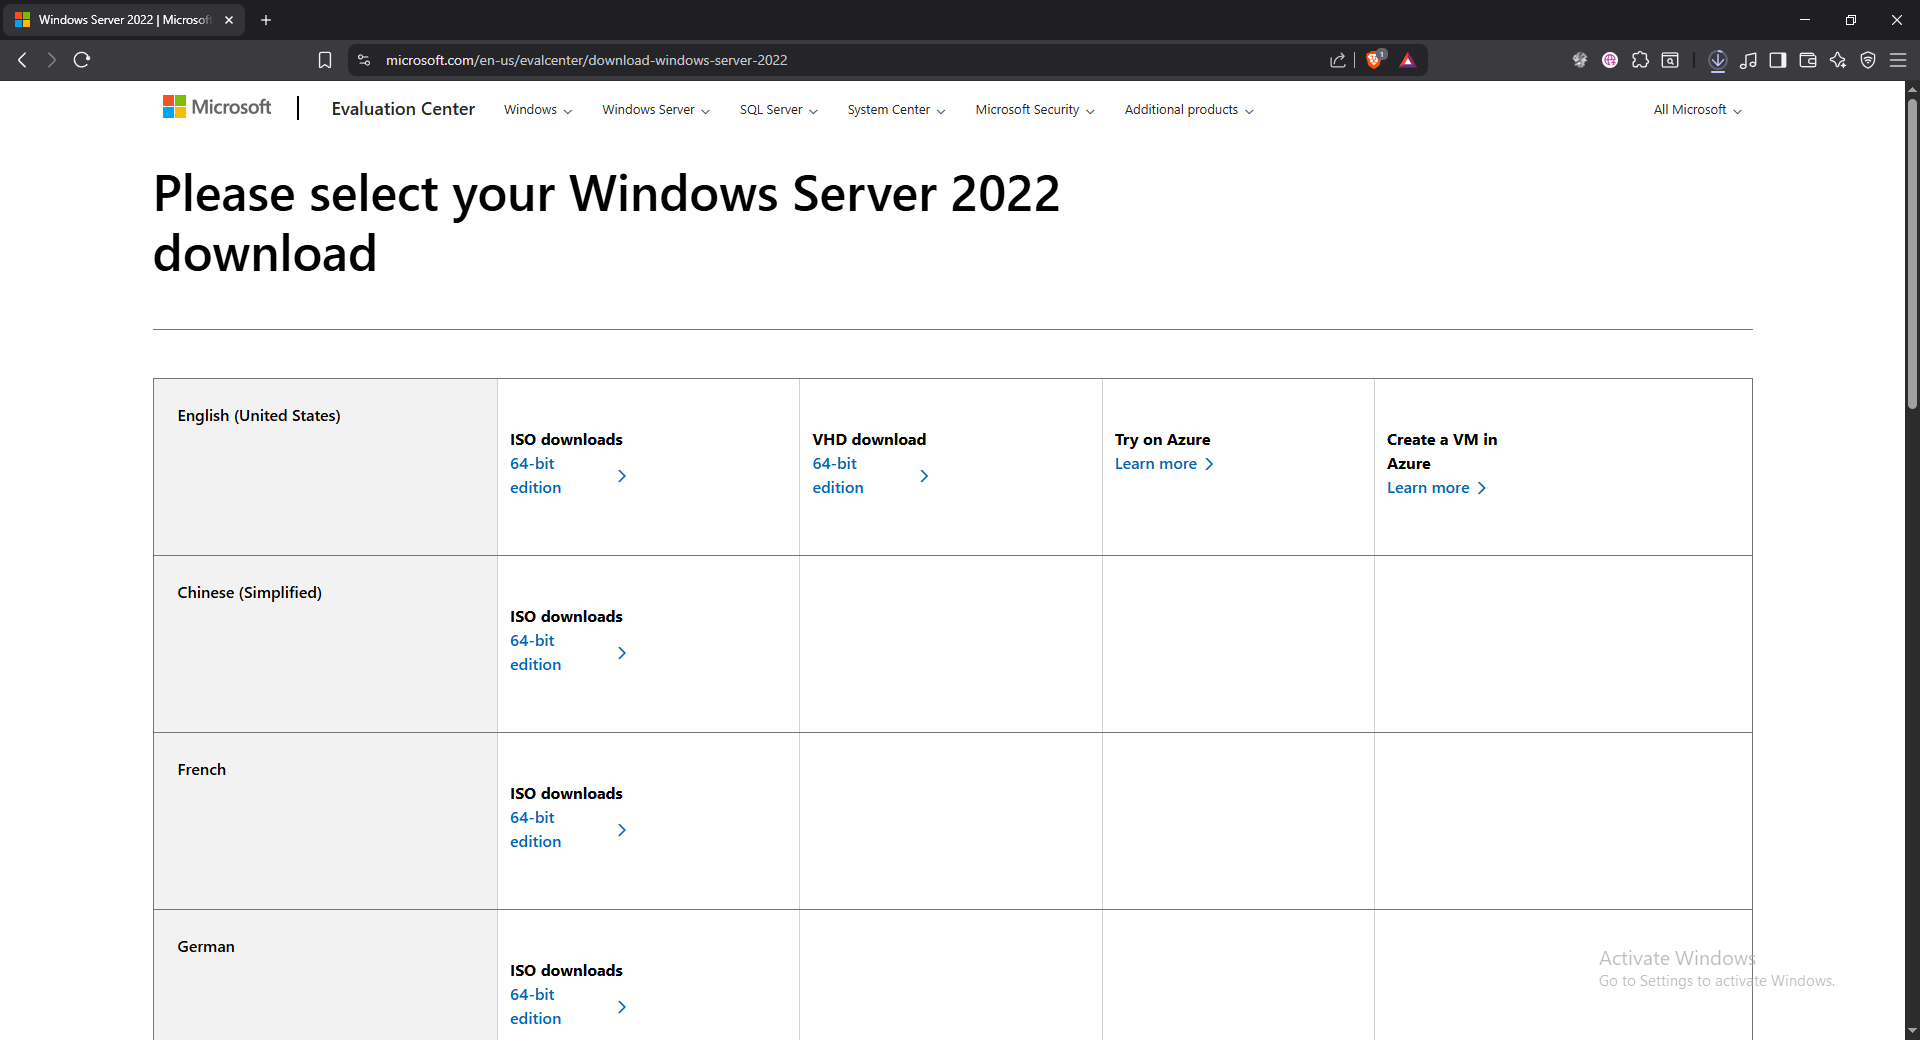 Windows Server 2022 | Microsof
microsoft.com/en-us/evalcenter/download-windows-server-2022
1
Microsoft
Evaluation Center
Windows
Windows Server
SQL Server
System Center
Microsoft Security
Additional products
All Microsoft
Please select your Windows Server 2022
download
English (United States)
ISO downloads
64-bit
edition
VHD download
64-bit
edition
Try on Azure
Learn more
Create a VM in
Azure
Learn more
Chinese (Simplified)
ISO downloads
64-bit
edition
French
ISO downloads
64-bit
edition
German
ISO downloads
64-bit
edition
Activate Windows
Go to Settings to activate Windows.